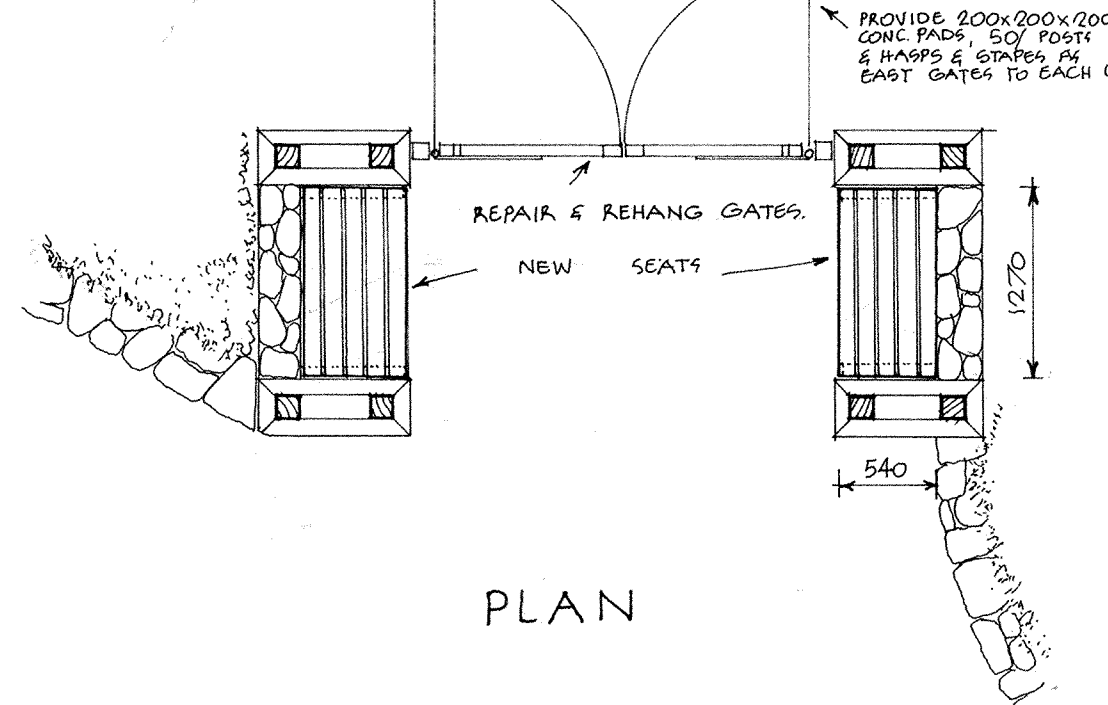 PROVIDE 200x200x200
CONC. PADS, 50/ POSTS
& HASPS & STAPES AS
EAST GATES TO EACH
REPAIR & REHANG GATES.
NEW SEATS
1270
540
PLAN